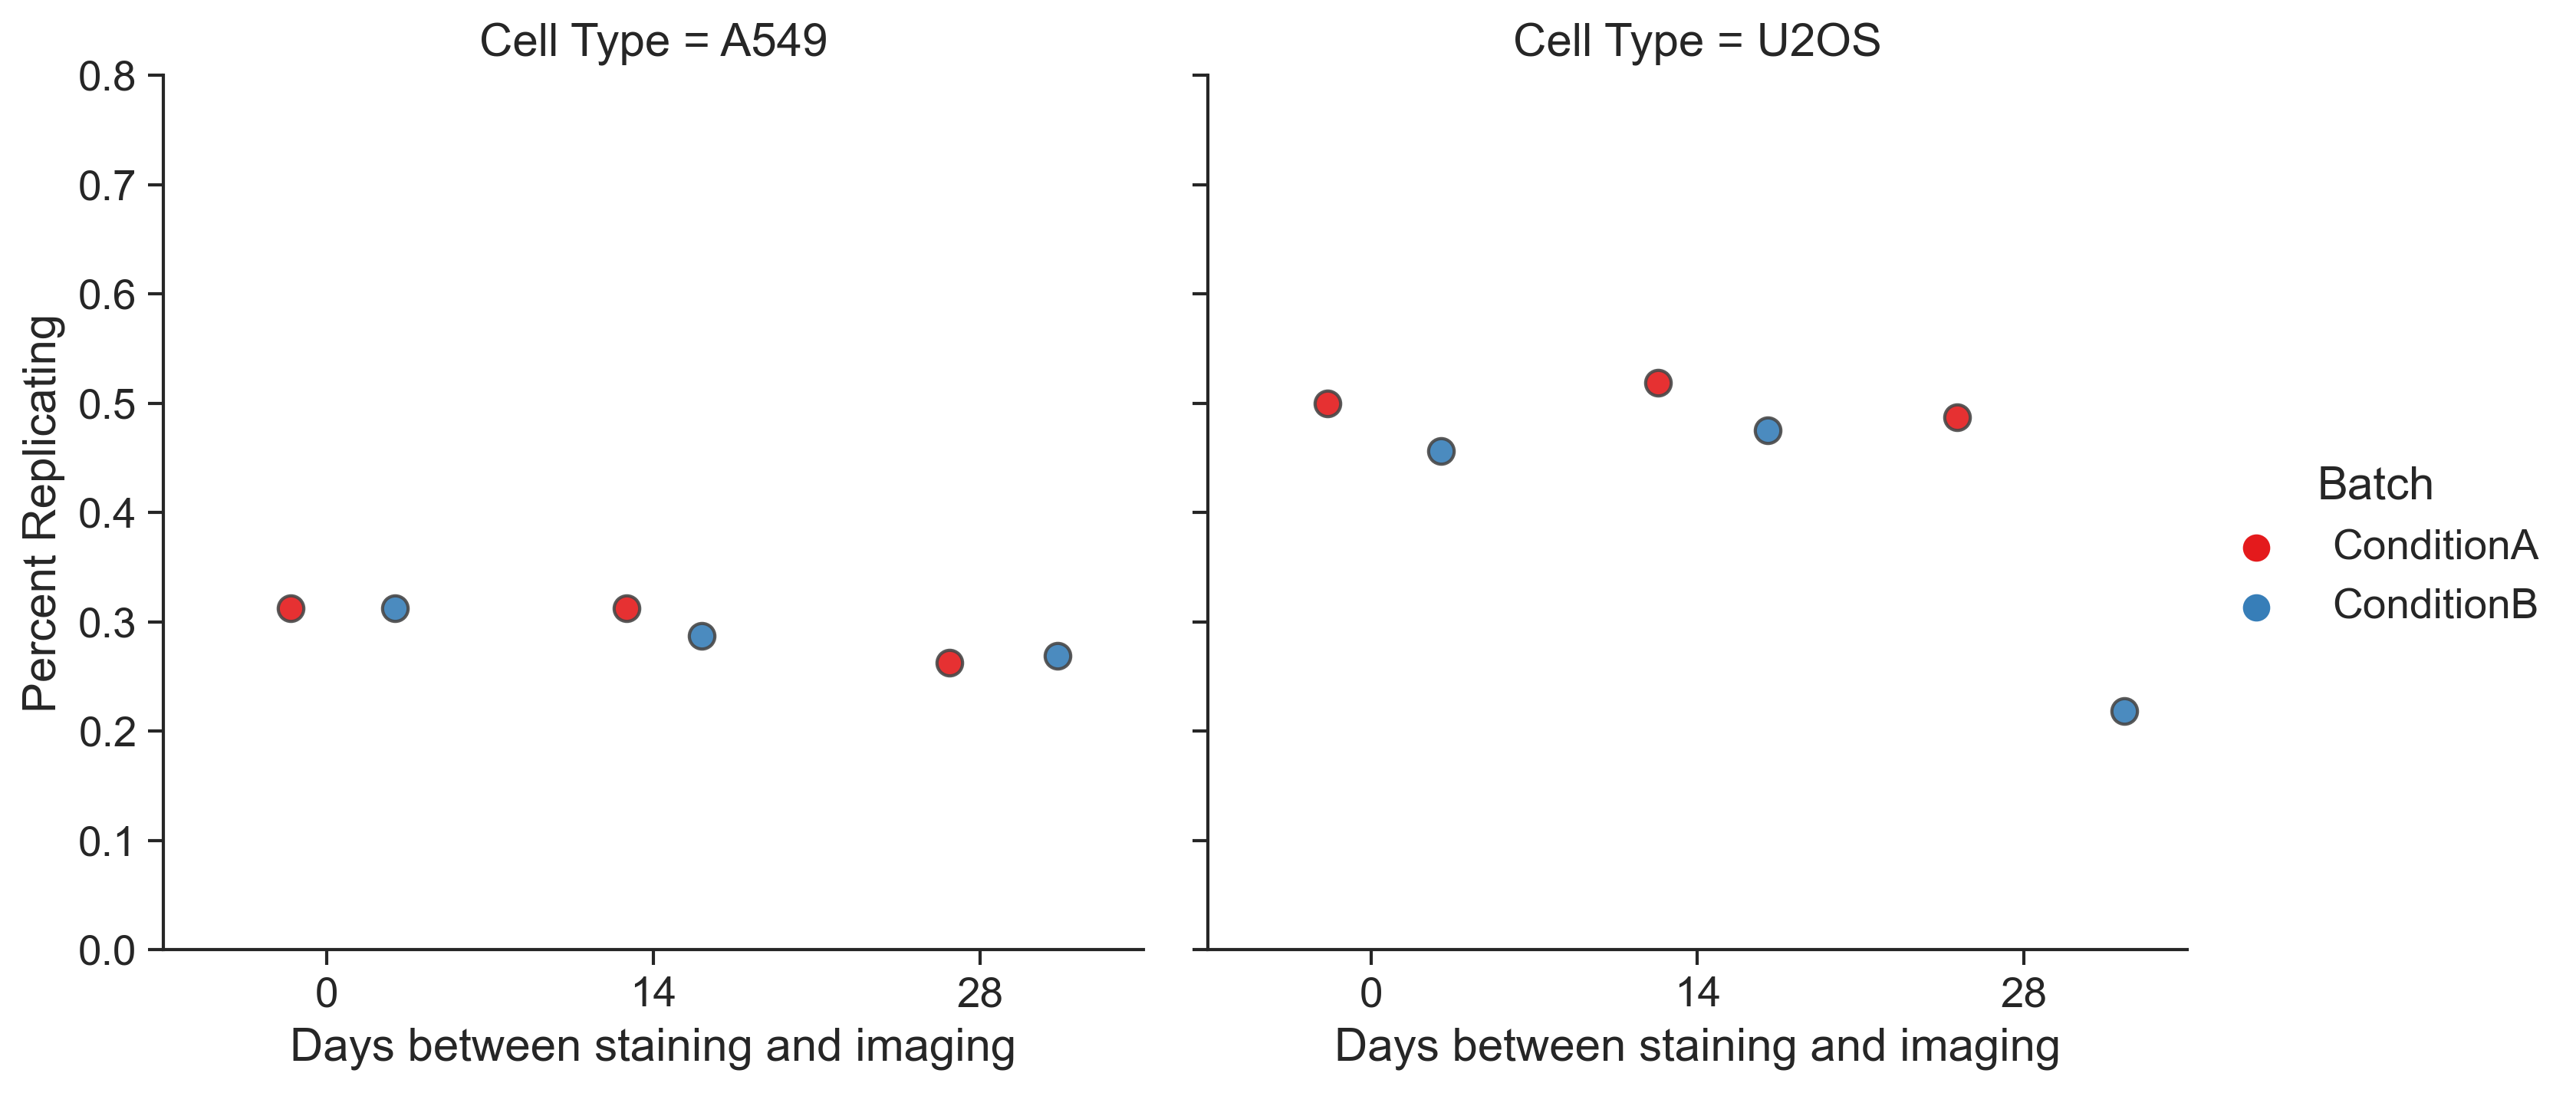 Cell Type = A549
Cell Type = U2OS
Percent Replicating
0.8
0.7
0.6
0.5
0.4
0.3
0.2
0.1
0.0
0 14 28
0 14 28
Days between staining and imaging
Days between staining and imaging
Batch
ConditionA
ConditionB